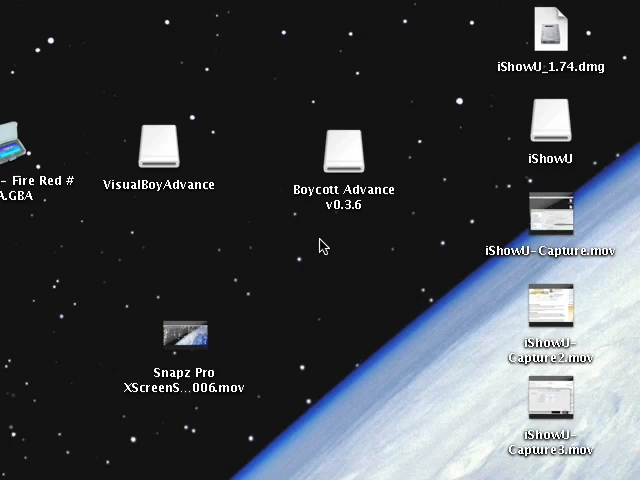 iShowU_1.74.dmg
iShowU
- Fire Red #
A.GBA
VisualBoyAdvance
Boycott Advance
v0.3.6
iShowU-Capture.mov
iShowU-
Capture2.mov
Snapz Pro
XScreenS...006.mov
iShowU-
Capture3.mov